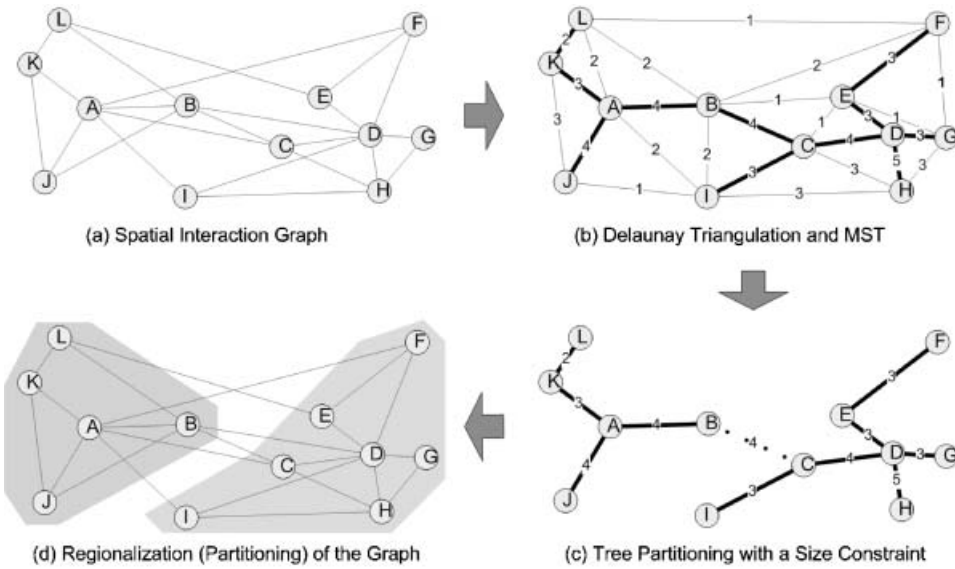 L
F
K
E
A
B
D
G
C
J
I
H
(a) Spatial Interaction Graph
L
1
F
2
K
2
2
2
3
3
E
1
A
4
B
1
1
3
D
3
G
3
4
C
4
1
4
2
2
5
3
J
3
3
H
1
I
3
(b) Delaunay Triangulation and MST
L
F
K
E
A
B
D
G
C
J
I
H
(d) Regionalization (Partitioning) of the Graph
L
F
2
K
3
3
E
A
4
B
3
D
3
G
4
4
C
4
5
J
3
H
I
(c) Tree Partitioning with a Size Constraint